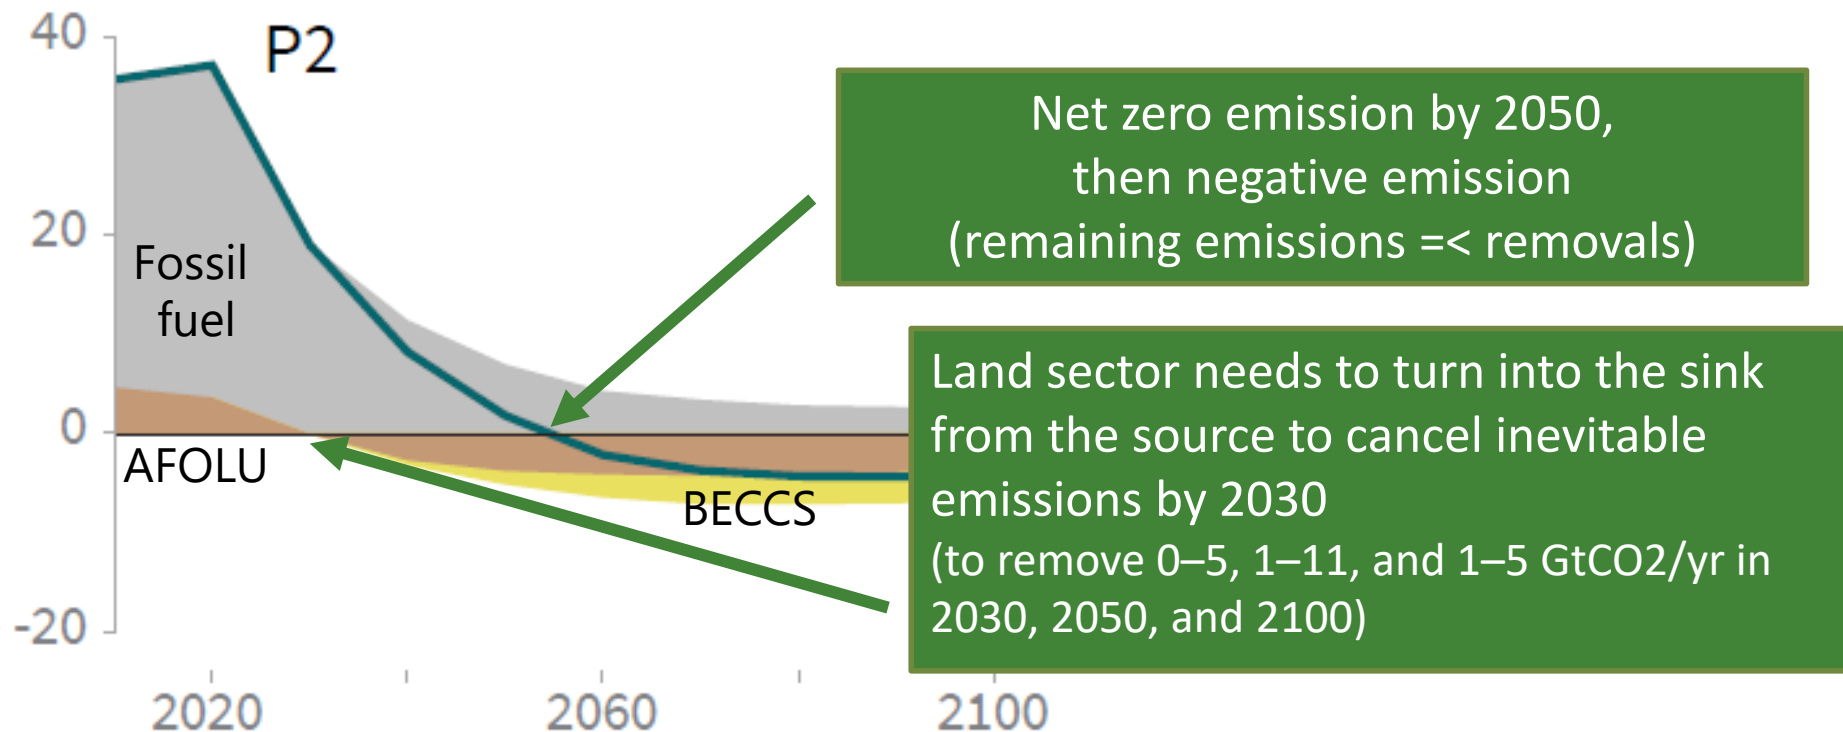 40
P2
20
0
-20
Fossil
fuel
AFOLU
BECCS
2020
2060
2100
Net zero emission by 2050,
then negative emission
(remaining emissions =< removals)
Land sector needs to turn into the sink
from the source to cancel inevitable
emissions by 2030
(to remove 0–5, 1–11, and 1–5 GtCO2/yr in
2030, 2050, and 2100)